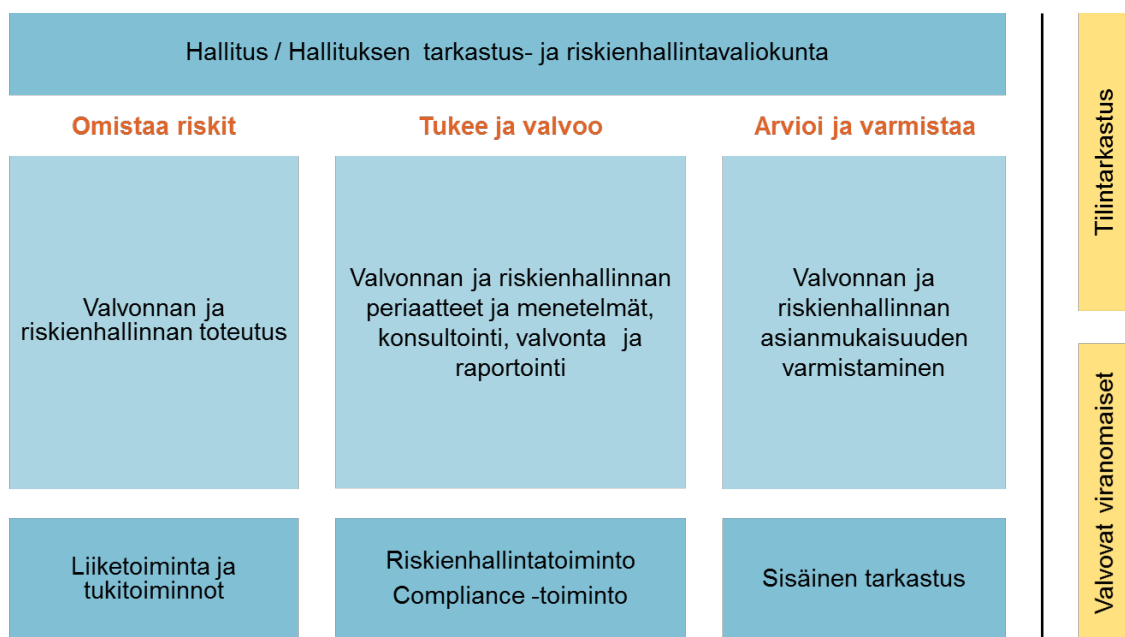 Hallitus / Hallituksen tarkastus- ja riskienhallintavaliokunta
Omistaa riskit
Valvonnan ja
riskienhallinnan toteutus
Liiketoiminta ja
tukitoiminnot
Tukee ja valvoo
Valvonnan ja riskienhallinnan
periaatteet ja menetelmät,
konsultointi, valvonta ja
raportointi
Riskienhallintatoiminto
Compliance -toiminto
Arvioi ja varmistaa
Valvonnan ja
riskienhallinnan
asianmukaisuuden
varmistaminen
Sisäinen tarkastus
Tilintarkastus
Valvovat viranomaiset